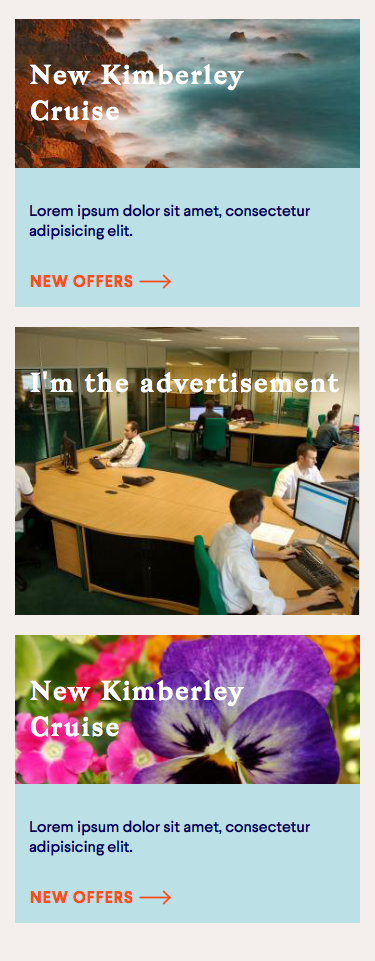 New Kimberley
Cruise
Lorem ipsum dolor sit amet, consectetur
adipisicing elit.
NEW OFFERS
I'm the advertisement
New Kimberley
Cruise
Lorem ipsum dolor sit amet, consectetur
adipisicing elit.
NEW OFFERS